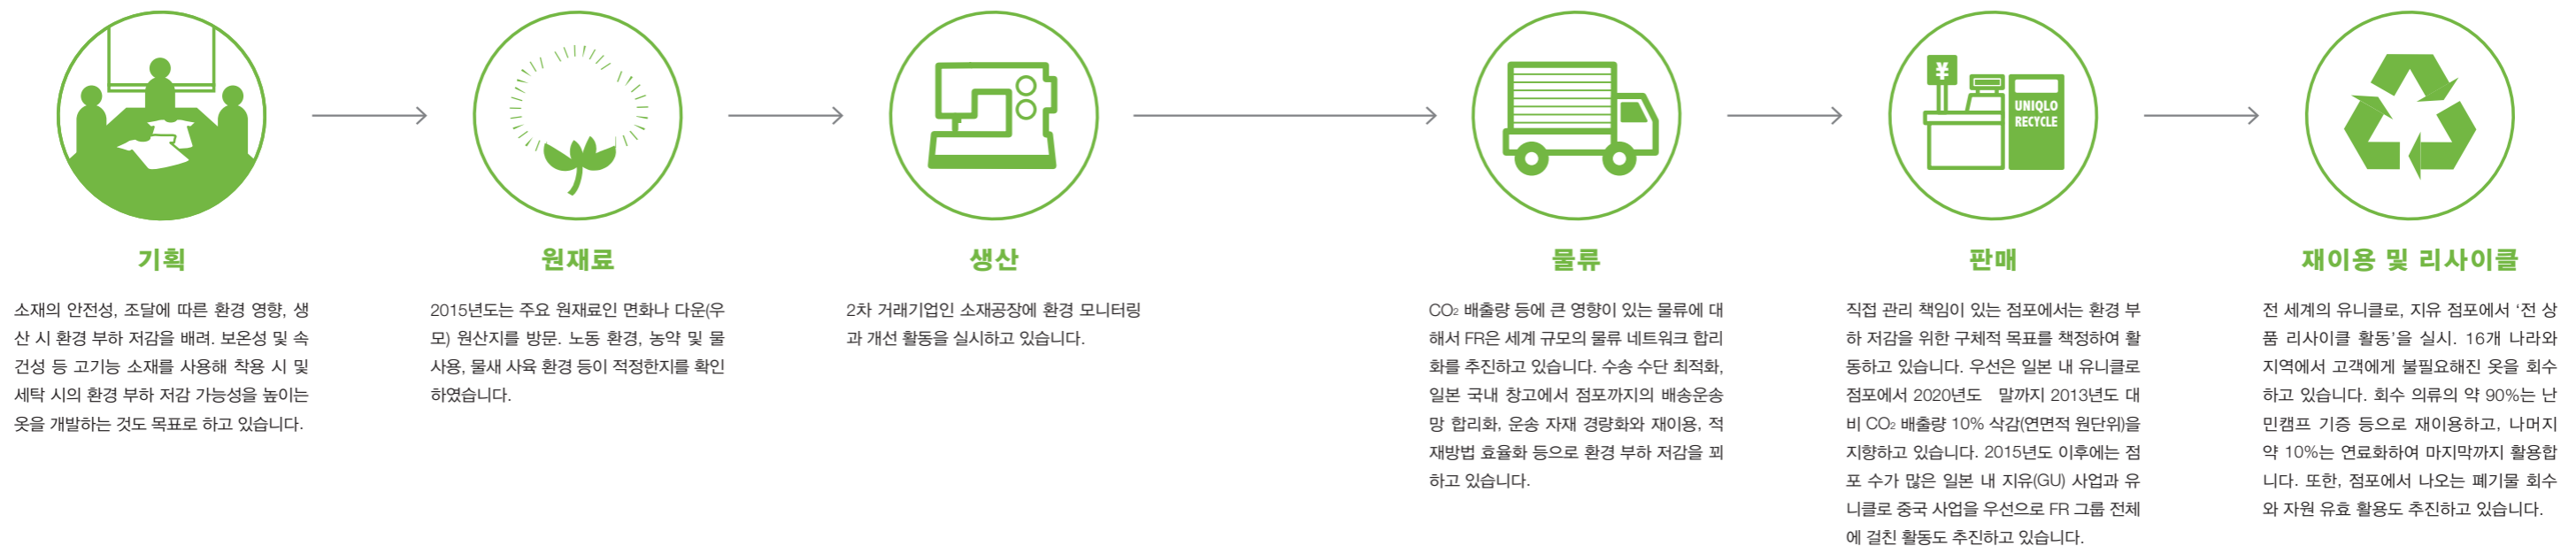 ¥
UNIQLO
RECYCLE
기획
소재의 안전성, 조달에 따른 환경 영향, 생
산 시 환경 부하 저감을 배려. 보온성 및 속
건성 등 고기능 소재를 사용해 착용 시 및
세탁 시의 환경 부하 저감 가능성을 높이는
옷을 개발하는 것도 목표로 하고 있습니다.
원재료
2015년도는 주요 원재료인 면화나 다운(우
모) 원산지를 방문. 노동 환경, 농약 및 물
사용, 물새 사육 환경 등이 적정한지를 확인
하였습니다.
생산
2차 거래기업인 소재공장에 환경 모니터링
과 개선 활동을 실시하고 있습니다.
물류
CO₂ 배출량 등에 큰 영향이 있는 물류에 대
해서 FR은 세계 규모의 물류 네트워크 합리
화를 추진하고 있습니다. 수송 수단 최적화,
일본 국내 창고에서 점포까지의 배송운송
망 합리화, 운송 자재 경량화와 재이용, 적
재방법 효율화 등으로 환경 부하 저감을 꾀
하고 있습니다.
판매
직접 관리 책임이 있는 점포에서는 환경 부
하 저감을 위한 구체적 목표를 책정하여 활
동하고 있습니다. 우선은 일본 내 유니클로
점포에서 2020년도 말까지 2013년도 대
비 CO₂ 배출량 10% 삭감(연면적 원단위)을
지향하고 있습니다. 2015년도 이후에는 점
포 수가 많은 일본 내 지유(GU) 사업과 유
니클로 중국 사업을 우선으로 FR 그룹 전체
에 걸친 활동도 추진하고 있습니다.
재이용 및 리사이클
전 세계의 유니클로, 지유 점포에서 ‘전 상
품 리사이클 활동’을 실시. 16개 나라와
지역에서 고객에게 불필요해진 옷을 회수
하고 있습니다. 회수 의류의 약 90%는 난
민캠프 기증 등으로 재이용하고, 나머지
약 10%는 연료화하여 마지막까지 활용합
니다. 또한, 점포에서 나오는 폐기물 회수
와 자원 유효 활용도 추진하고 있습니다.